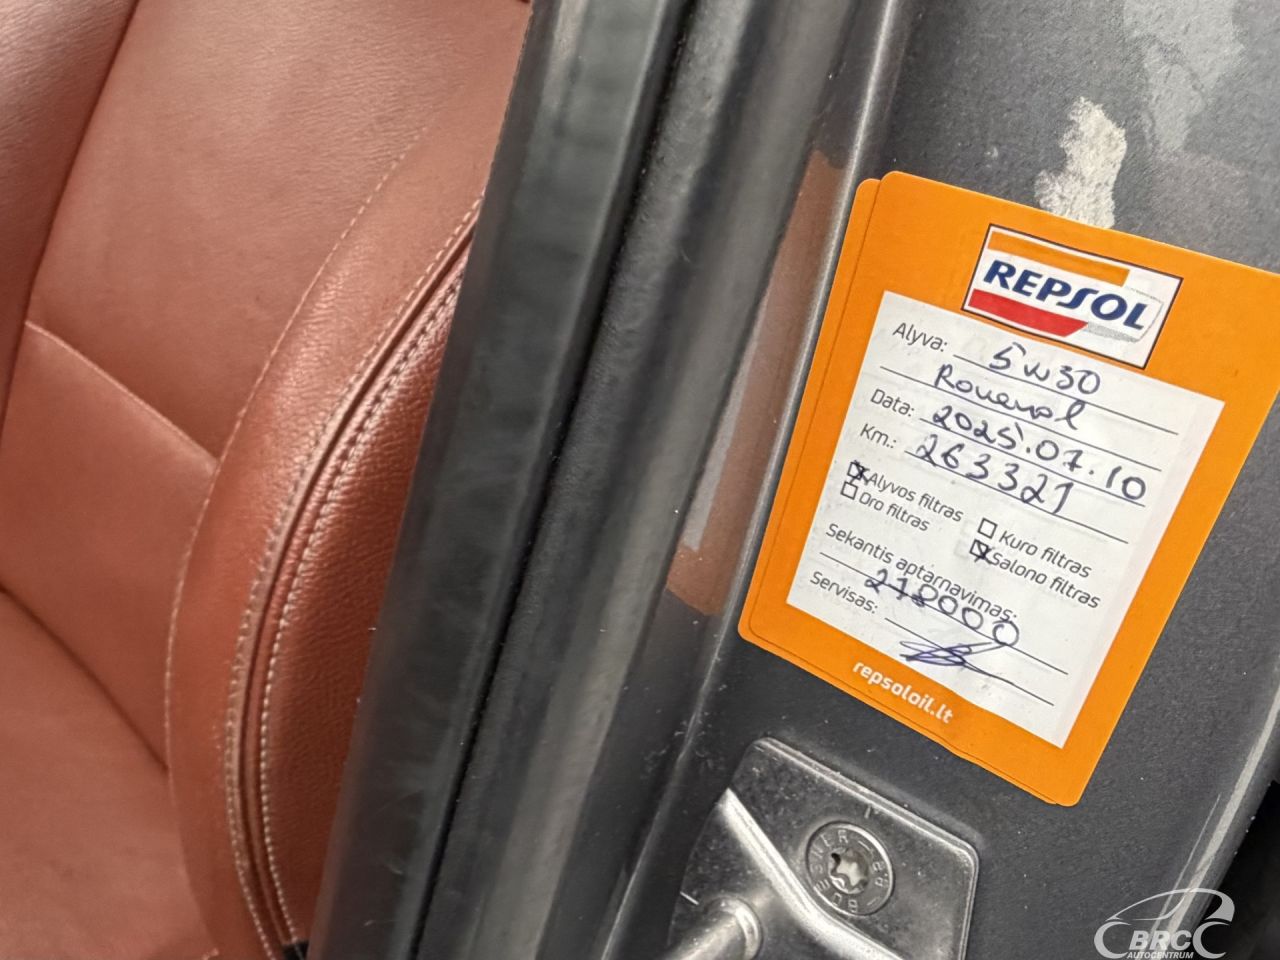 REPSOL
Alyva: 5w30
Rovenol
Data: 2025.07.10
Km.: 263321
Alyvos filtras
Oro filtras
Kuro filtras
Salono filtras
Sekantis aptarnavimas:
278000
Servisas:
repsoloil.lt
BRC
AUTOCENTRUM